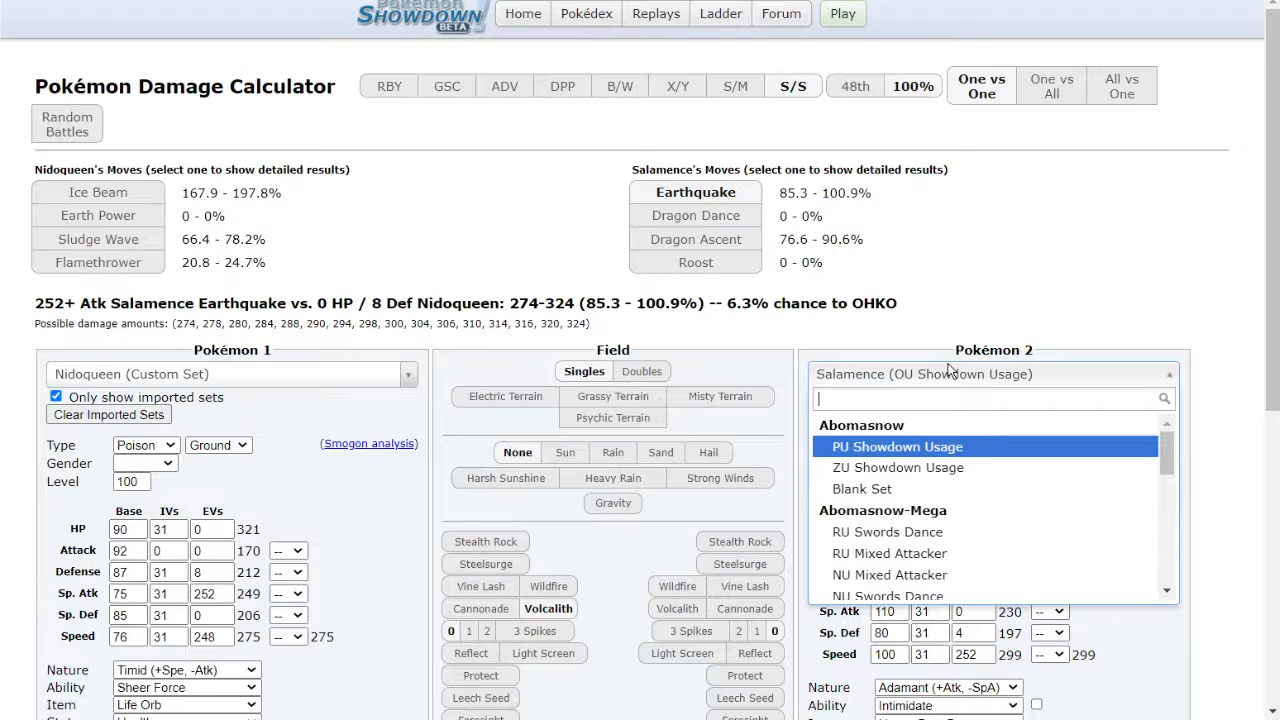 Pokémon
SHOWDOWN
BETA
Home Pokédex Replays Ladder Forum Play
Pokémon Damage Calculator RBY GSC ADV DPP B/W X/Y S/M S/S 48th 100% One vs One One vs All All vs One
Random
Battles
Nidoqueen's Moves (select one to show detailed results) Salamence's Moves (select one to show detailed results)
Ice Beam 167.9 - 197.8% Earthquake 85.3 - 100.9%
Earth Power 0 - 0% Dragon Dance 0 - 0%
Sludge Wave 66.4 - 78.2% Dragon Ascent 76.6 - 90.6%
Flamethrower 20.8 - 24.7% Roost 0 - 0%
252+ Atk Salamence Earthquake vs. 0 HP / 8 Def Nidoqueen: 274-324 (85.3 - 100.9%) -- 6.3% chance to OHKO
Possible damage amounts: (274, 278, 280, 284, 288, 290, 294, 298, 300, 304, 306, 310, 314, 316, 320, 324)
Pokémon 1
Nidoqueen (Custom Set)
Only show imported sets
Clear Imported Sets
Type Poison Ground (Smogon analysis)
Gender
Level 100
Base IVs EVs
HP 90 31 0 321
Attack 92 0 0 170 --
Defense 87 31 8 212 --
Sp. Atk 75 31 252 249 --
Sp. Def 85 31 0 206 --
Speed 76 31 248 275 -- 275
Nature Timid (+Spe, -Atk)
Ability Sheer Force
Item Life Orb
Field
Singles Doubles
Electric Terrain Grassy Terrain Misty Terrain
Psychic Terrain
None Sun Rain Sand Hail
Harsh Sunshine Heavy Rain Strong Winds
Gravity
Stealth Rock Stealth Rock
Steelsurge Steelsurge
Vine Lash Wildfire Wildfire Vine Lash
Cannonade Volcalith Volcalith Cannonade
0 1 2 3 Spikes 3 Spikes 2 1 0
Reflect Light Screen Light Screen Reflect
Protect Protect
Leech Seed Leech Seed
Foresight Foresight
Pokémon 2
Salamence (OU Showdown Usage)
Abomasnow
PU Showdown Usage
ZU Showdown Usage
Blank Set
Abomasnow-Mega
RU Swords Dance
RU Mixed Attacker
NU Mixed Attacker
NU Swords Dance
Sp. Atk 110 31 0 230 --
Sp. Def 80 31 4 197 --
Speed 100 31 252 299 -- 299
Nature Adamant (+Atk, -SpA)
Ability Intimidate